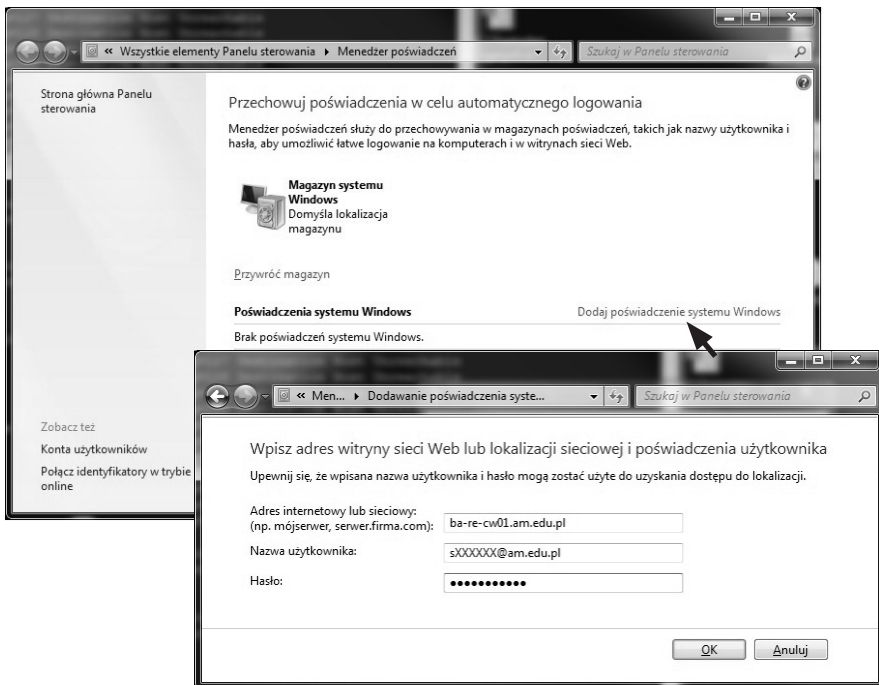 « Wszystkie elementy Panelu sterowania ▸ Menedżer poświadczeń
Szukaj w Panelu sterowania
Strona główna Panelu
sterowania
Przechowuj poświadczenia w celu automatycznego logowania
Menedżer poświadczeń służy do przechowywania w magazynach poświadczeń, takich jak nazwy użytkownika i
hasła, aby umożliwić łatwe logowanie na komputerach i w witrynach sieci Web.
Magazyn systemu
Windows
Domyśla lokalizacja
magazynu
Przywróć magazyn
Poświadczenia systemu Windows
Dodaj poświadczenie systemu Windows
Brak poświadczeń systemu Windows.
Zobacz też
Konta użytkowników
Połącz identyfikatory w trybie
online
« Men... ▸ Dodawanie poświadczenia syste...
Szukaj w Panelu sterowania
Wpisz adres witryny sieci Web lub lokalizacji sieciowej i poświadczenia użytkownika
Upewnij się, że wpisana nazwa użytkownika i hasło mogą zostać użyte do uzyskania dostępu do lokalizacji.
Adres internetowy lub sieciowy:
(np. mójserwer, serwer.firma.com):
ba-re-cw01.am.edu.pl
Nazwa użytkownika:
sXXXXXX@am.edu.pl
Hasło:
●●●●●●●●●●●
OK
Anuluj